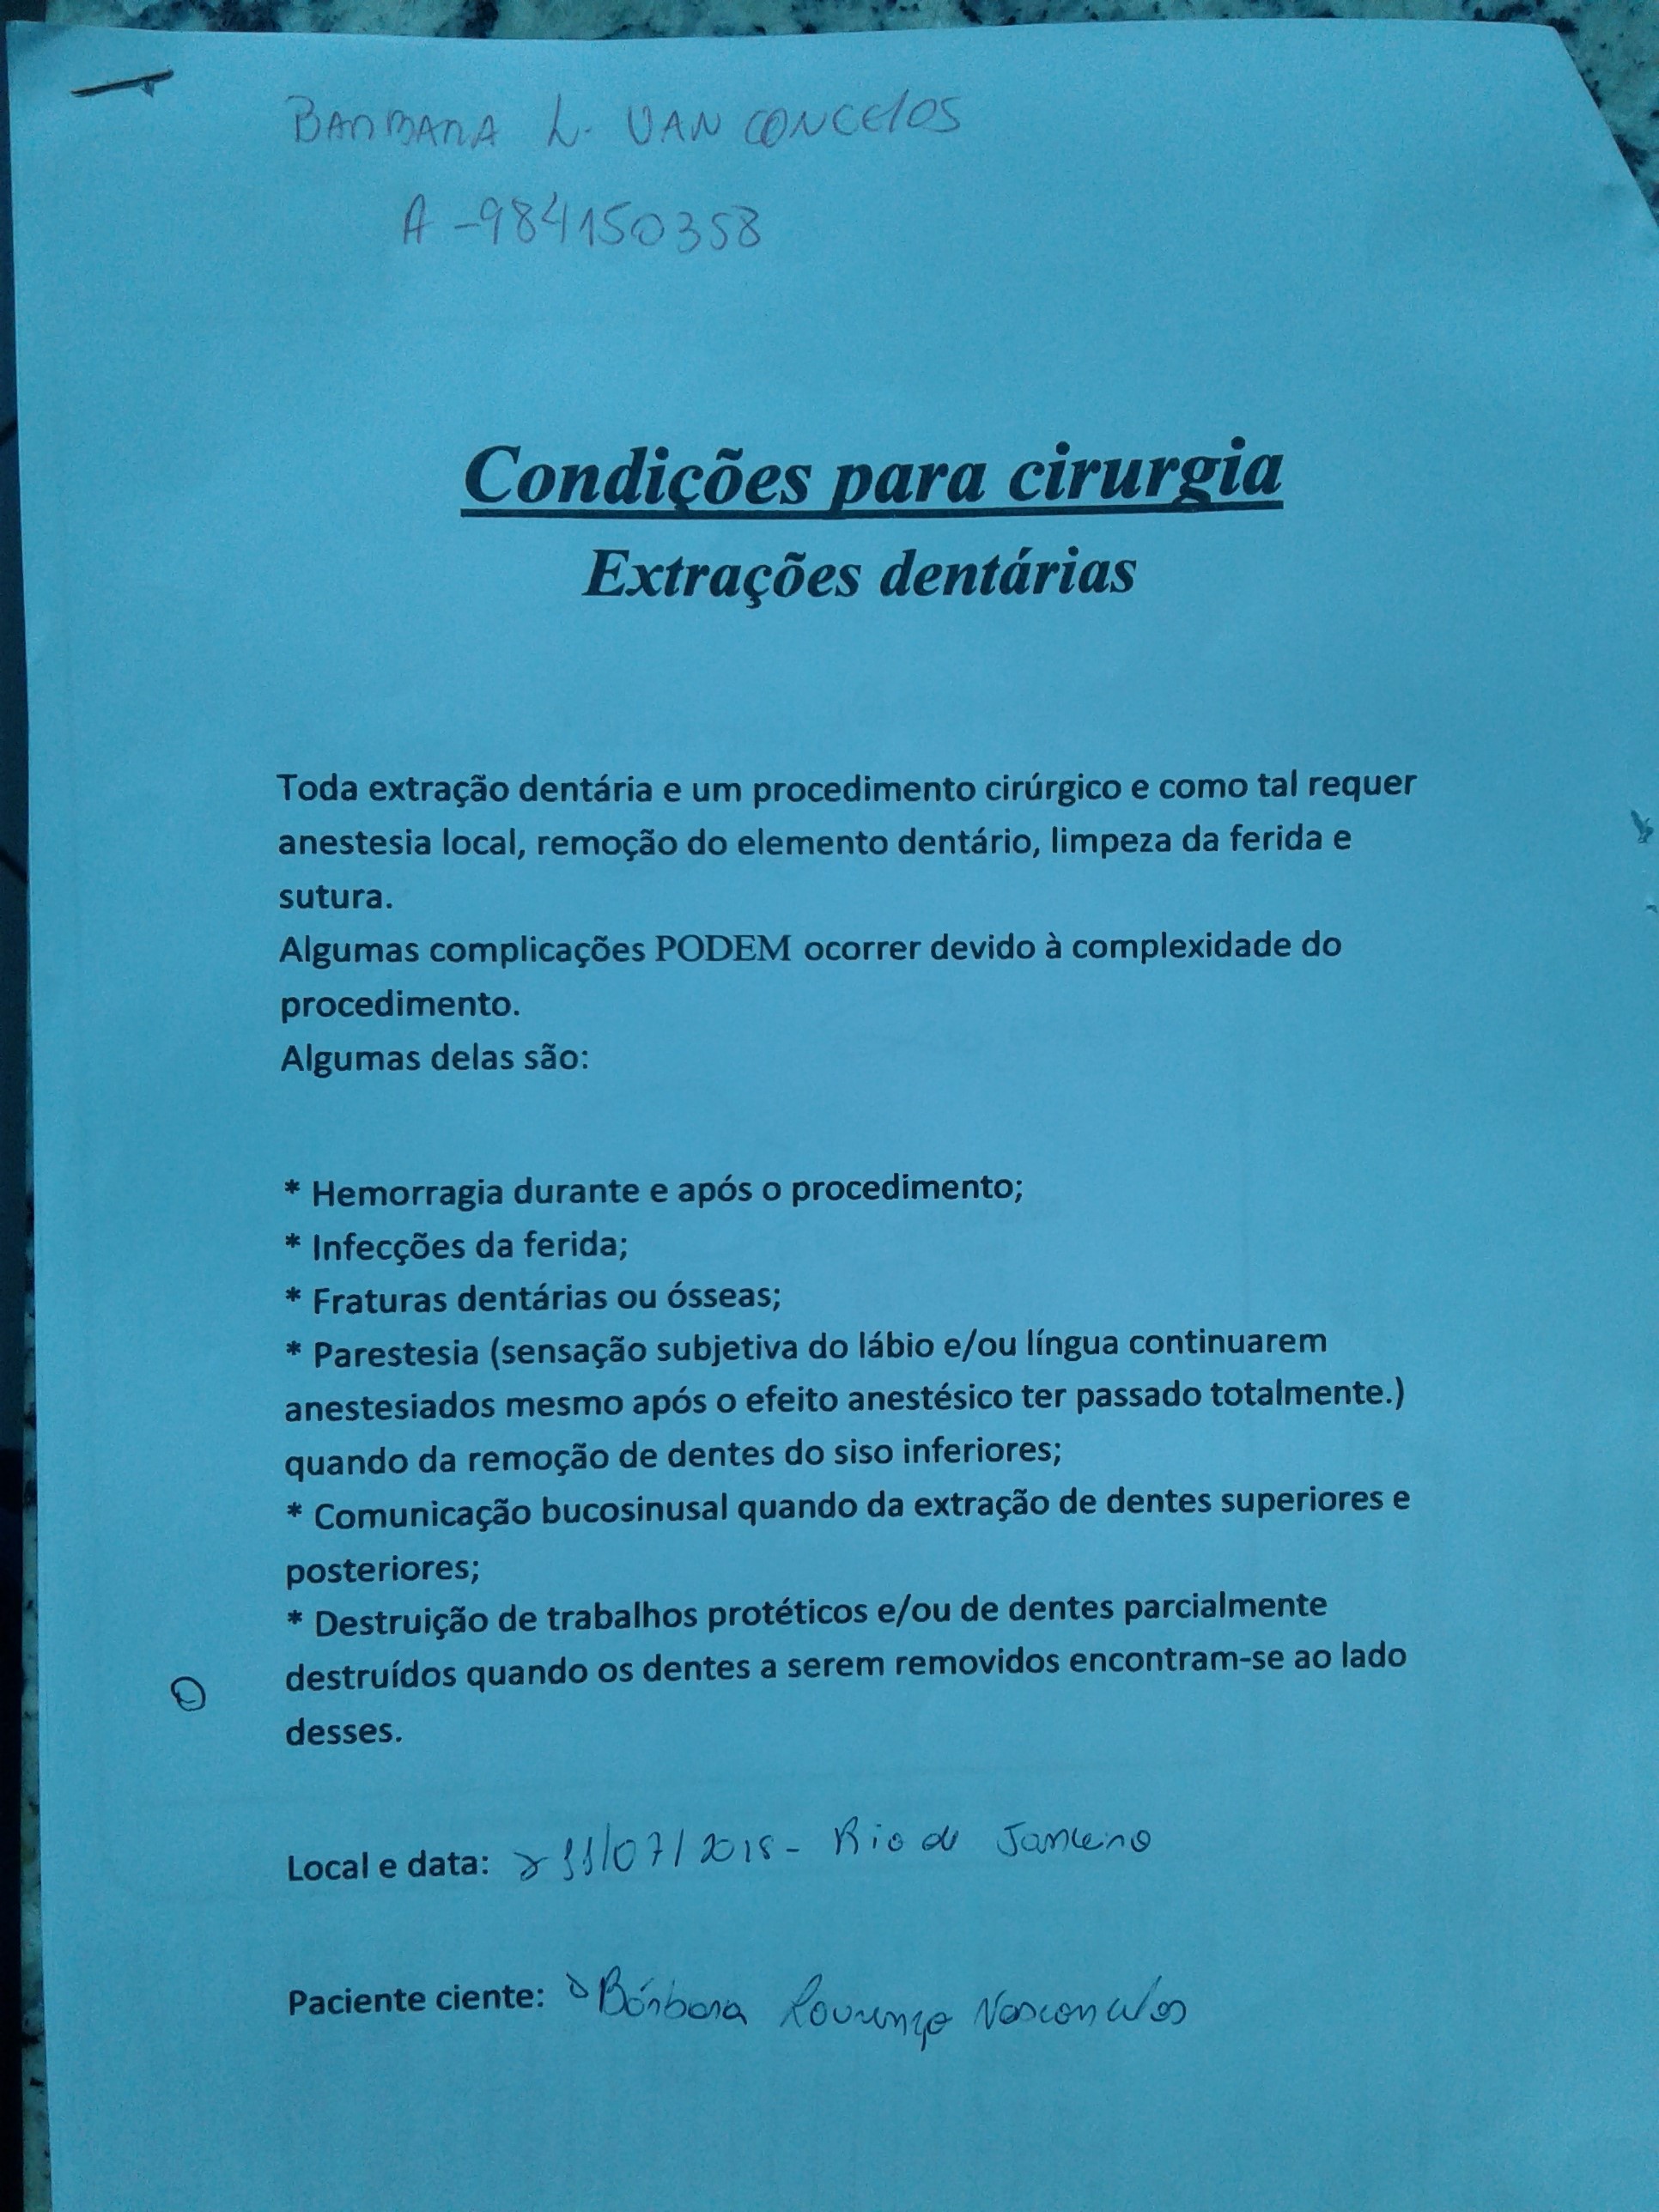 BARBARA L. VANCONCELOS
A -984150358
Condições para cirurgia
Extrações dentárias
Toda extração dentária e um procedimento cirúrgico e como tal requer
anestesia local, remoção do elemento dentário, limpeza da ferida e
sutura.
Algumas complicações PODEM ocorrer devido à complexidade do
procedimento.
Algumas delas são:
* Hemorragia durante e após o procedimento;
* Infecções da ferida;
* Fraturas dentárias ou ósseas;
* Parestesia (sensação subjetiva do lábio e/ou língua continuarem
anestesiados mesmo após o efeito anestésico ter passado totalmente.)
quando da remoção de dentes do siso inferiores;
* Comunicação bucosinusal quando da extração de dentes superiores e
posteriores;
* Destruição de trabalhos protéticos e/ou de dentes parcialmente
destruídos quando os dentes a serem removidos encontram-se ao lado
desses.
Local e data: 11/07/2018 - Rio de Janeiro
Paciente ciente: Bárbara Lourenço Vasconcelos